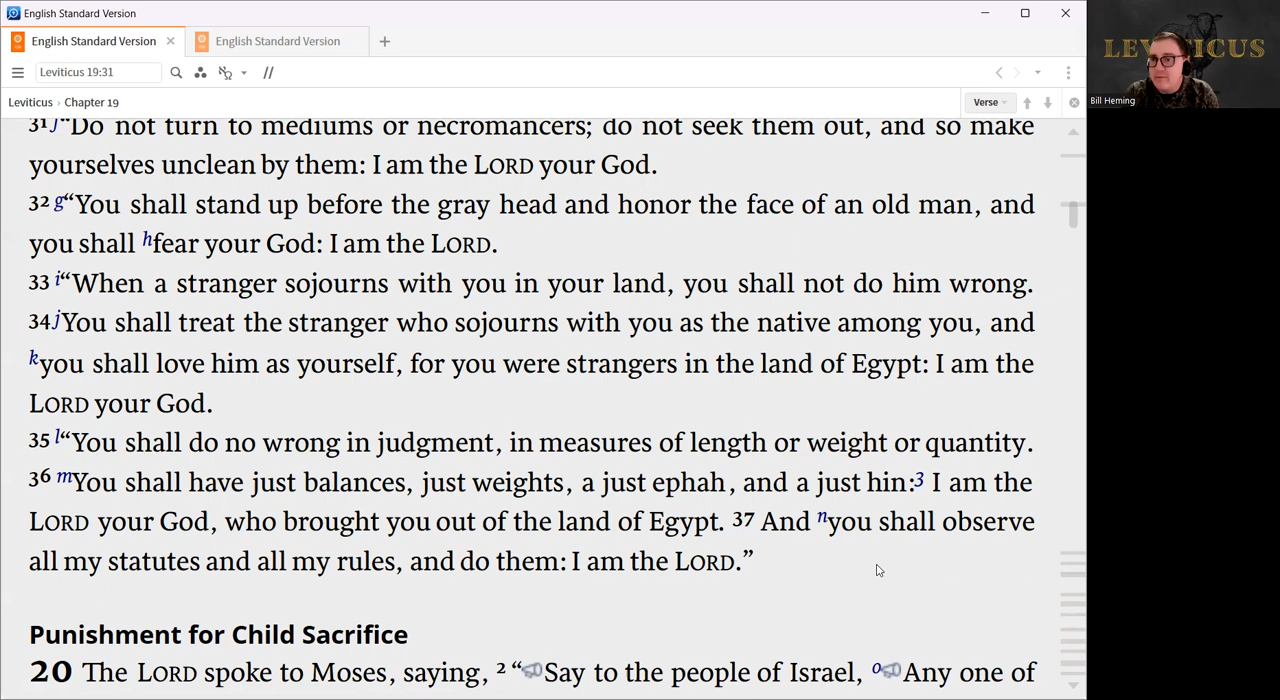 English Standard Version
English Standard Version
English Standard Version
Leviticus 19:31
Leviticus › Chapter 19
Verse
31 j“Do not turn to mediums or necromancers; do not seek them out, and so make
yourselves unclean by them: I am the LORD your God.
32 g“You shall stand up before the gray head and honor the face of an old man, and
you shall hfear your God: I am the LORD.
33 i“When a stranger sojourns with you in your land, you shall not do him wrong.
34 jYou shall treat the stranger who sojourns with you as the native among you, and
kyou shall love him as yourself, for you were strangers in the land of Egypt: I am the
LORD your God.
35 l“You shall do no wrong in judgment, in measures of length or weight or quantity.
36 mYou shall have just balances, just weights, a just ephah, and a just hin:3 I am the
LORD your God, who brought you out of the land of Egypt. 37 And nyou shall observe
all my statutes and all my rules, and do them: I am the LORD.”
Punishment for Child Sacrifice
20 The LORD spoke to Moses, saying, 2 “Say to the people of Israel, oAny one of
Bill Heming